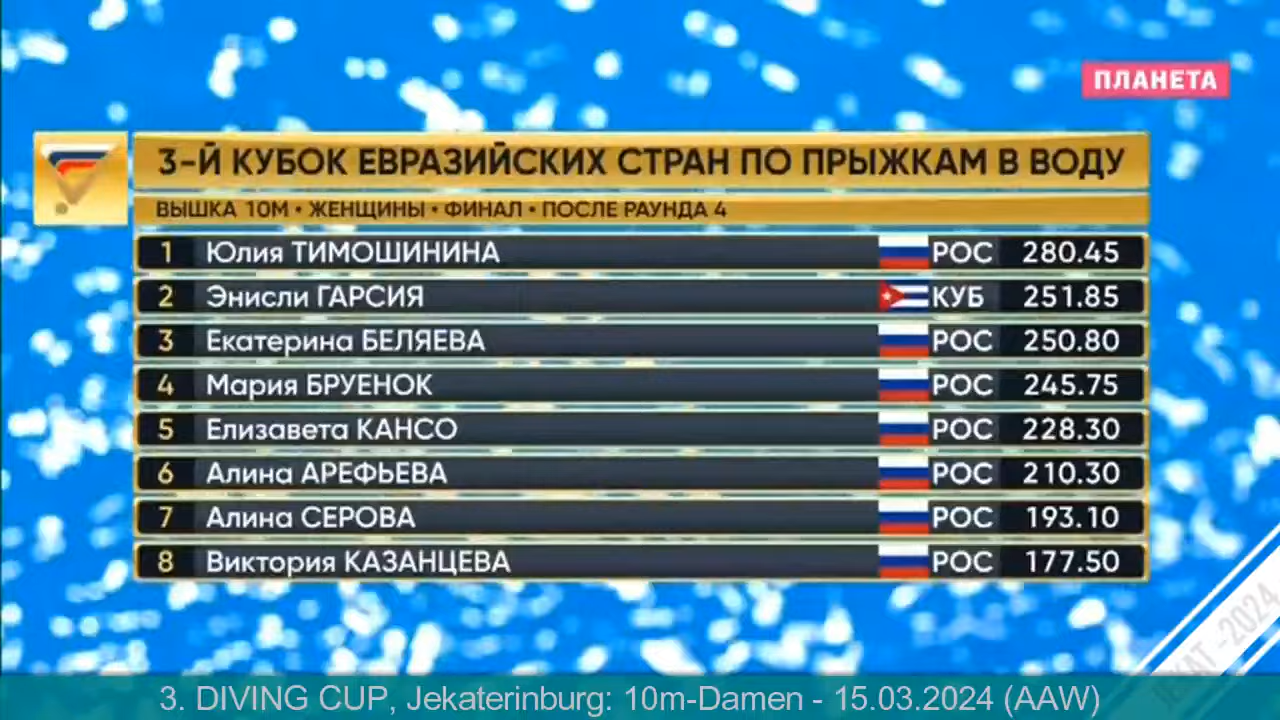 ПЛАНЕТА
3-Й КУБОК ЕВРАЗИЙСКИХ СТРАН ПО ПРЫЖКАМ В ВОДУ
ВЫШКА 10М • ЖЕНЩИНЫ • ФИНАЛ • ПОСЛЕ РАУНДА 4
1 Юлия ТИМОШИНИНА РОС 280.45
2 Энисли ГАРСИЯ КУБ 251.85
3 Екатерина БЕЛЯЕВА РОС 250.80
4 Мария БРУЕНОК РОС 245.75
5 Елизавета КАНСО РОС 228.30
6 Алина АРЕФЬЕВА РОС 210.30
7 Алина СЕРОВА РОС 193.10
8 Виктория КАЗАНЦЕВА РОС 177.50
JEKAT-2024
3. DIVING CUP, Jekaterinburg: 10m-Damen - 15.03.2024 (AAW)